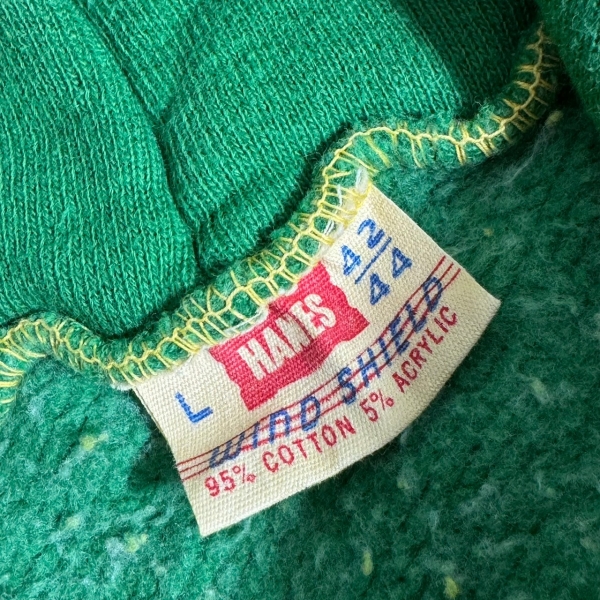 HANES
L
42
44
WIND SHIELD
95% COTTON 5% ACRYLIC